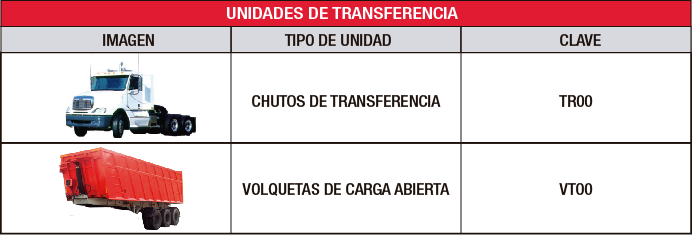 UNIDADES DE TRANSFERENCIA
IMAGEN TIPO DE UNIDAD CLAVE
CHUTOS DE TRANSFERENCIA TR00
VOLQUETAS DE CARGA ABIERTA VT00